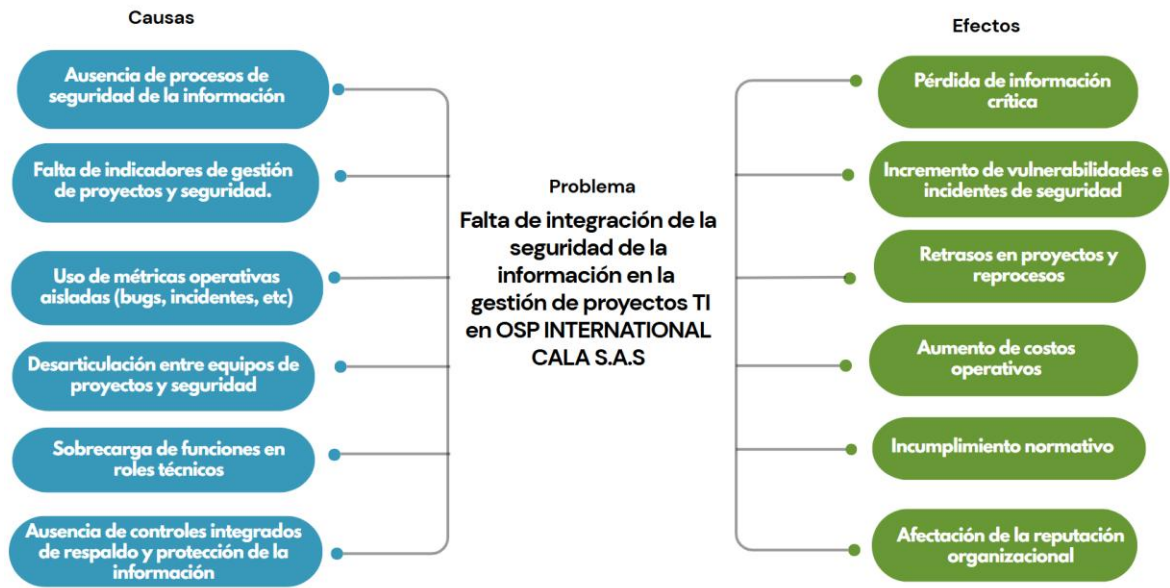 Causas
Ausencia de procesos de
seguridad de la información
Falta de indicadores de gestión
de proyectos y seguridad.
Uso de métricas operativas
aisladas (bugs, incidentes, etc)
Desarticulación entre equipos de
proyectos y seguridad
Sobrecarga de funciones en
roles técnicos
Ausencia de controles integrados
de respaldo y protección de la
información
Problema
Falta de integración de la
seguridad de la
información en la
gestión de proyectos TI
en OSP INTERNATIONAL
CALA S.A.S
Efectos
Pérdida de información
crítica
Incremento de vulnerabilidades e
incidentes de seguridad
Retrasos en proyectos y
reprocesos
Aumento de costos
operativos
Incumplimiento normativo
Afectación de la reputación
organizacional